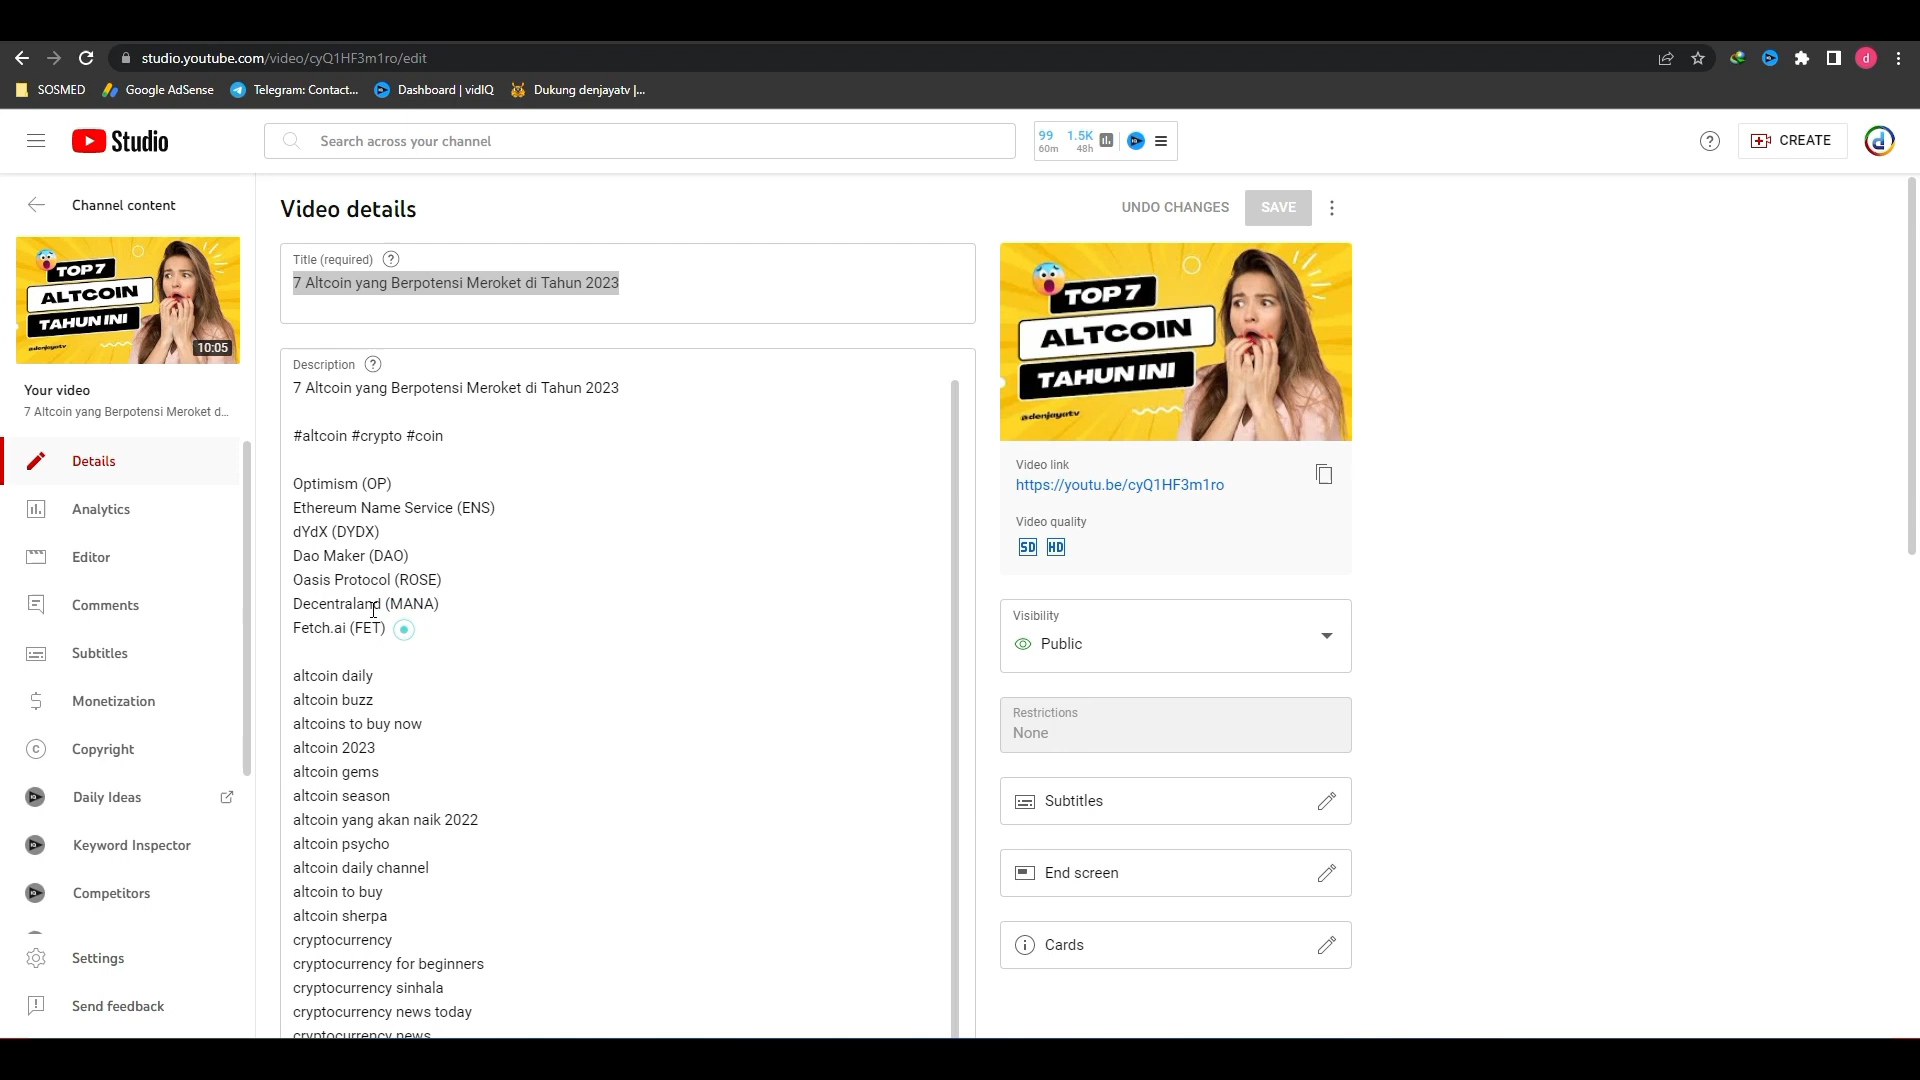 studio.youtube.com/video/cyQ1HF3m1ro/edit
d
SOSMED
Google AdSense
Telegram: Contact...
Dashboard | vidIQ
Dukung denjayatv |...
Studio
Search across your channel
99
60m
1.5K
48h
CREATE
Channel content
Video details
UNDO CHANGES
SAVE
TOP 7
ALTCOIN
TAHUN INI
@denjayatv
10:05
Your video
7 Altcoin yang Berpotensi Meroket d...
Details
Analytics
Editor
Comments
Subtitles
Monetization
Copyright
Daily Ideas
Keyword Inspector
Competitors
Settings
Send feedback
Title (required)
7 Altcoin yang Berpotensi Meroket di Tahun 2023
Description
7 Altcoin yang Berpotensi Meroket di Tahun 2023
#altcoin #crypto #coin
Optimism (OP)
Ethereum Name Service (ENS)
dYdX (DYDX)
Dao Maker (DAO)
Oasis Protocol (ROSE)
Decentraland (MANA)
Fetch.ai (FET)
altcoin daily
altcoin buzz
altcoins to buy now
altcoin 2023
altcoin gems
altcoin season
altcoin yang akan naik 2022
altcoin psycho
altcoin daily channel
altcoin to buy
altcoin sherpa
cryptocurrency
cryptocurrency for beginners
cryptocurrency sinhala
cryptocurrency news today
cryptocurrency news
TOP 7
ALTCOIN
TAHUN INI
@denjayatv
Video link
https://youtu.be/cyQ1HF3m1ro
Video quality
SD HD
Visibility
Public
Restrictions
None
Subtitles
End screen
Cards